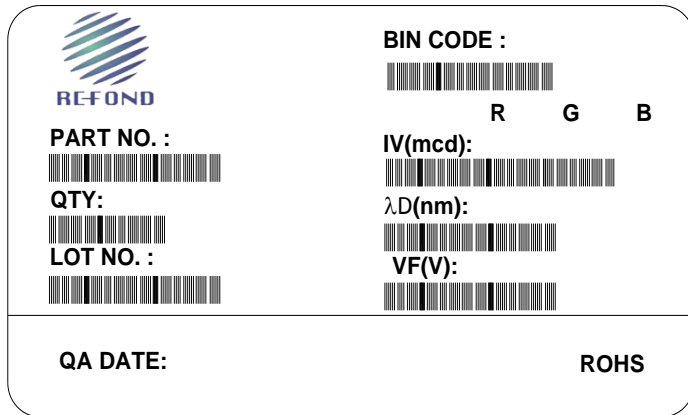 REFOND
PART NO. :
QTY:
LOT NO. :
BIN CODE :
R G B
IV(mcd):
λD(nm):
VF(V):
QA DATE:
ROHS